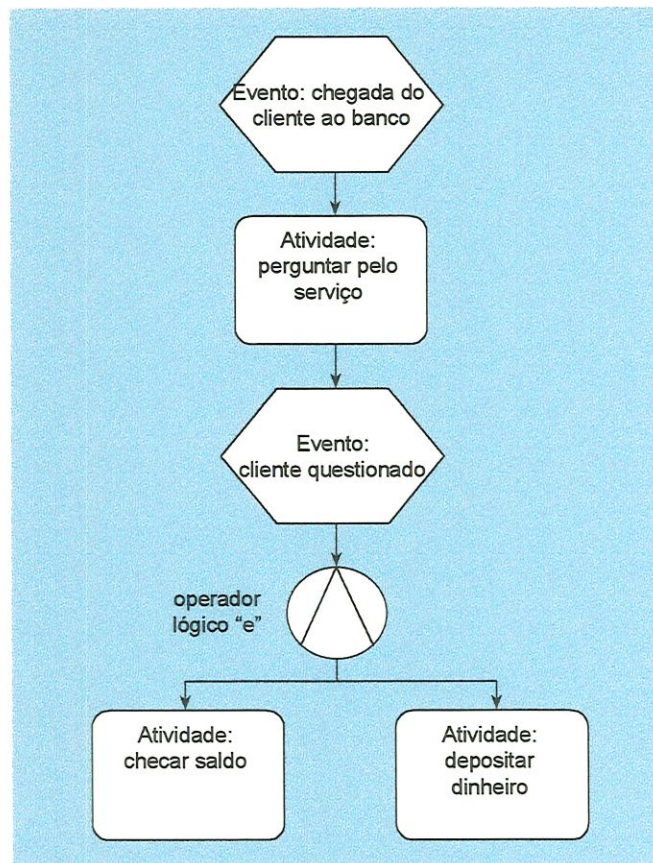 Evento: chegada do
cliente ao banco
Atividade:
perguntar pelo
serviço
Evento:
cliente questionado
operador
lógico "e"
Atividade:
checar saldo
Atividade:
depositar
dinheiro